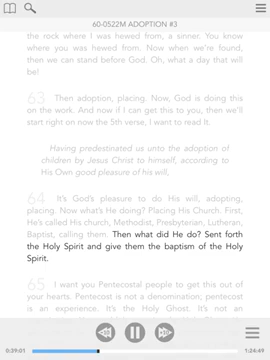 60-0522M ADOPTION #3
the rock where I was hewed from, a sinner. You know
where you was hewed from. Now when we're found,
then we can stand before God. Oh, what a day that will
be!
63 Then adoption, placing. Now, God is doing this
on the work. And now if I can get this to you, then we'll
start right on now the 5th verse, I want to read It.
Having predestinated us unto the adoption of
children by Jesus Christ to himself, according to
His Own good pleasure of his will,
64 It's God's pleasure to do His will, adopting,
placing. Now what's He doing? Placing His Church. First,
He's called His church, Methodist, Presbyterian, Lutheran,
Baptist, calling them. Then what did He do? Sent forth
the Holy Spirit and give them the baptism of the Holy
Spirit.
65 I want you Pentecostal people to get this out of
your hearts. Pentecost is not a denomination; pentecost
is an experience. It's the Holy Ghost. It's not an
0:39:01
1:24:49